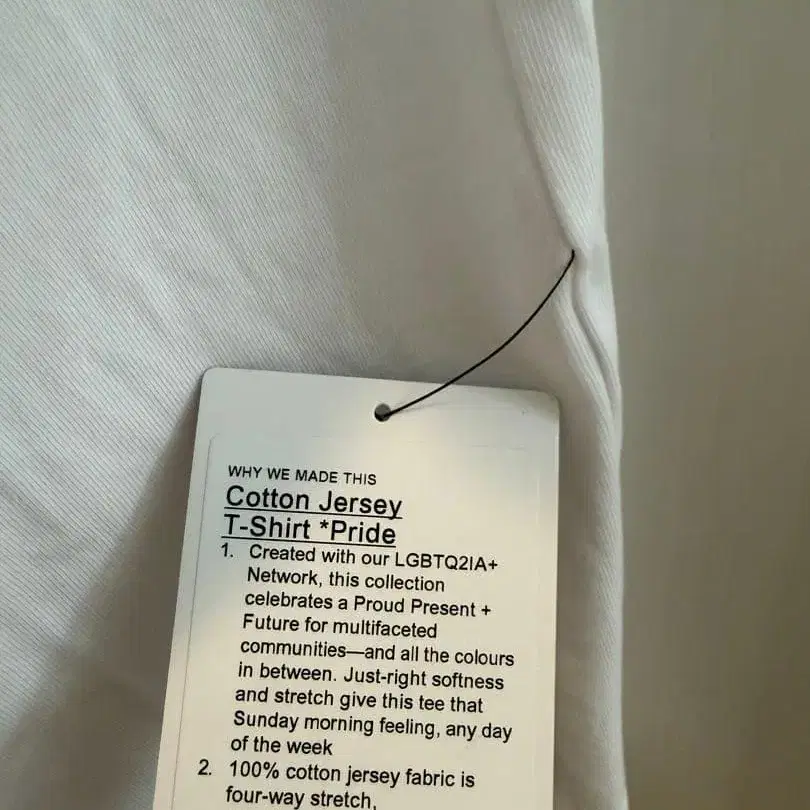 WHY WE MADE THIS
Cotton Jersey
T-Shirt *Pride
1. Created with our LGBTQ2IA+
Network, this collection
celebrates a Proud Present +
Future for multifaceted
communities—and all the colours
in between. Just-right softness
and stretch give this tee that
Sunday morning feeling, any day
of the week
2. 100% cotton jersey fabric is
four-way stretch,